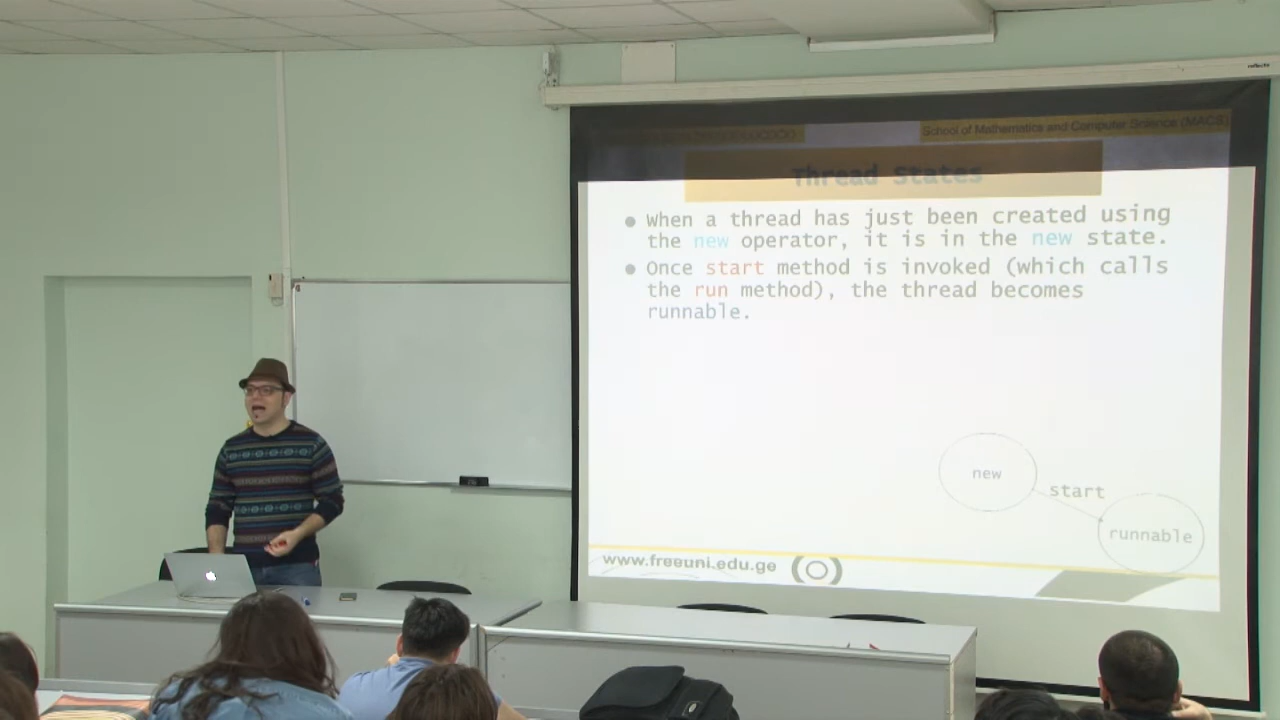 School of Mathematics and Computer Science (MACS)
Thread States
When a thread has just been created using
the new operator, it is in the new state.
Once start method is invoked (which calls
the run method), the thread becomes
runnable.
new
start
runnable
www.freeuni.edu.ge